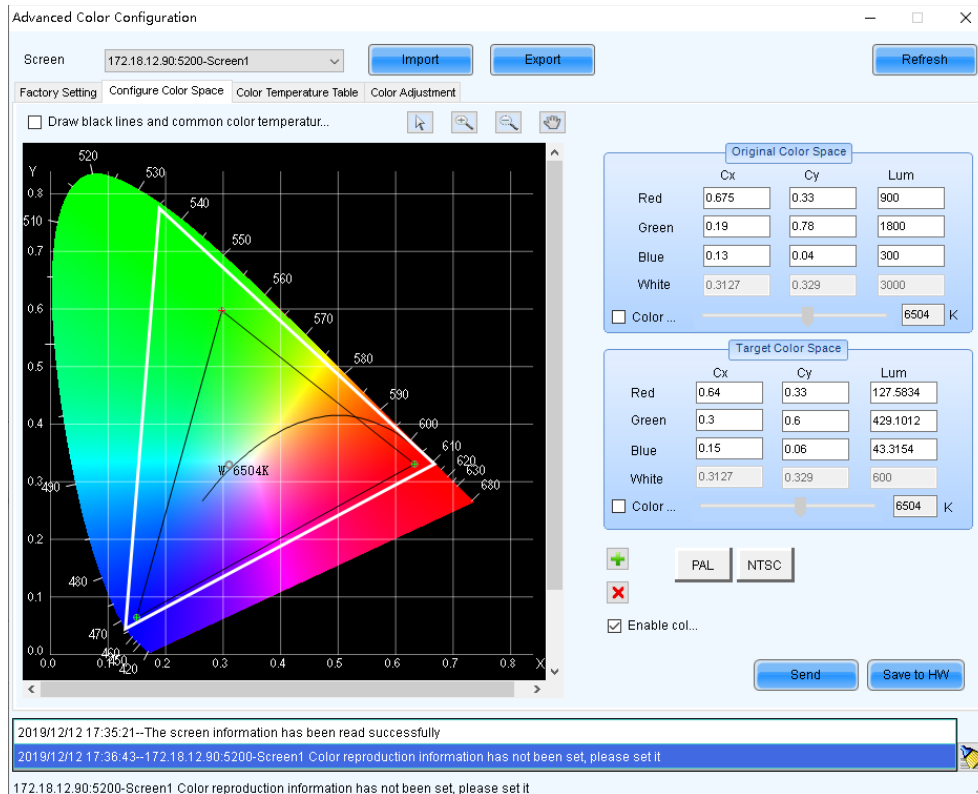 Advanced Color Configuration
Screen 172.18.12.90:5200-Screen1 Import Export Refresh
Factory Setting Configure Color Space Color Temperature Table Color Adjustment
Draw black lines and common color temperatur...
Y
520
530
540
550
560
570
580
590
600
610
620
630
680
510
490
480
470
460
450
420
0.8
0.7
0.6
0.5
0.4
0.3
0.2
0.1
0.0
0.0 0.1 0.2 0.3 0.4 0.5 0.6 0.7 0.8 X
W 6504K
Original Color Space
Cx Cy Lum
Red 0.675 0.33 900
Green 0.19 0.78 1800
Blue 0.13 0.04 300
White 0.3127 0.329 3000
Color ... 6504 K
Target Color Space
Cx Cy Lum
Red 0.64 0.33 127.5834
Green 0.3 0.6 429.1012
Blue 0.15 0.06 43.3154
White 0.3127 0.329 600
Color ... 6504 K
PAL NTSC
Enable col...
Send Save to HW
2019/12/12 17:35:21--The screen information has been read successfully
2019/12/12 17:36:43--172.18.12.90:5200-Screen1 Color reproduction information has not been set, please set it
172.18.12.90:5200-Screen1 Color reproduction information has not been set, please set it